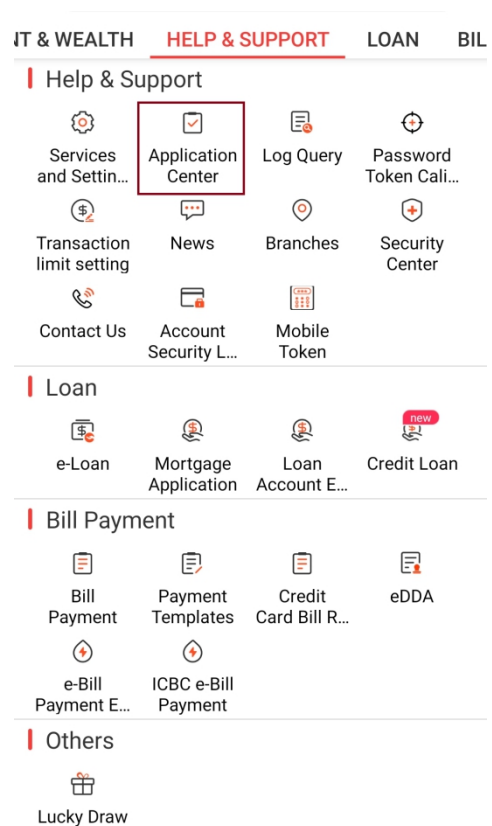 NT & WEALTH HELP & SUPPORT LOAN BIL
Help & Support
Services and Settin...
Application Center
Log Query
Password Token Cali...
Transaction limit setting
News
Branches
Security Center
Contact Us
Account Security L...
Mobile Token
Loan
new
e-Loan
Mortgage Application
Loan Account E...
Credit Loan
Bill Payment
Bill Payment
Payment Templates
Credit Card Bill R...
eDDA
e-Bill Payment E...
ICBC e-Bill Payment
Others
Lucky Draw